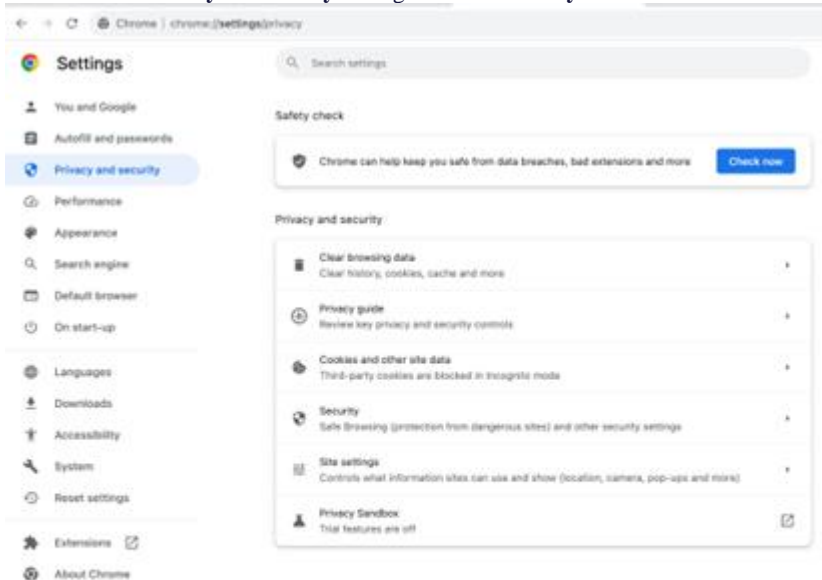 Chrome | chrome://settings/privacy
Settings
Search settings
You and Google
Autofill and passwords
Privacy and security
Performance
Appearance
Search engine
Default browser
On start-up
Languages
Downloads
Accessibility
System
Reset settings
Extensions
About Chrome
Safety check
Chrome can help keep you safe from data breaches, bad extensions and more
Check now
Privacy and security
Clear browsing data
Clear history, cookies, cache and more
Privacy guide
Review key privacy and security controls
Cookies and other site data
Third-party cookies are blocked in Incognito mode
Security
Safe Browsing (protection from dangerous sites) and other security settings
Site settings
Controls what information sites can use and show (location, camera, pop-ups and more)
Privacy Sandbox
Trial features are off